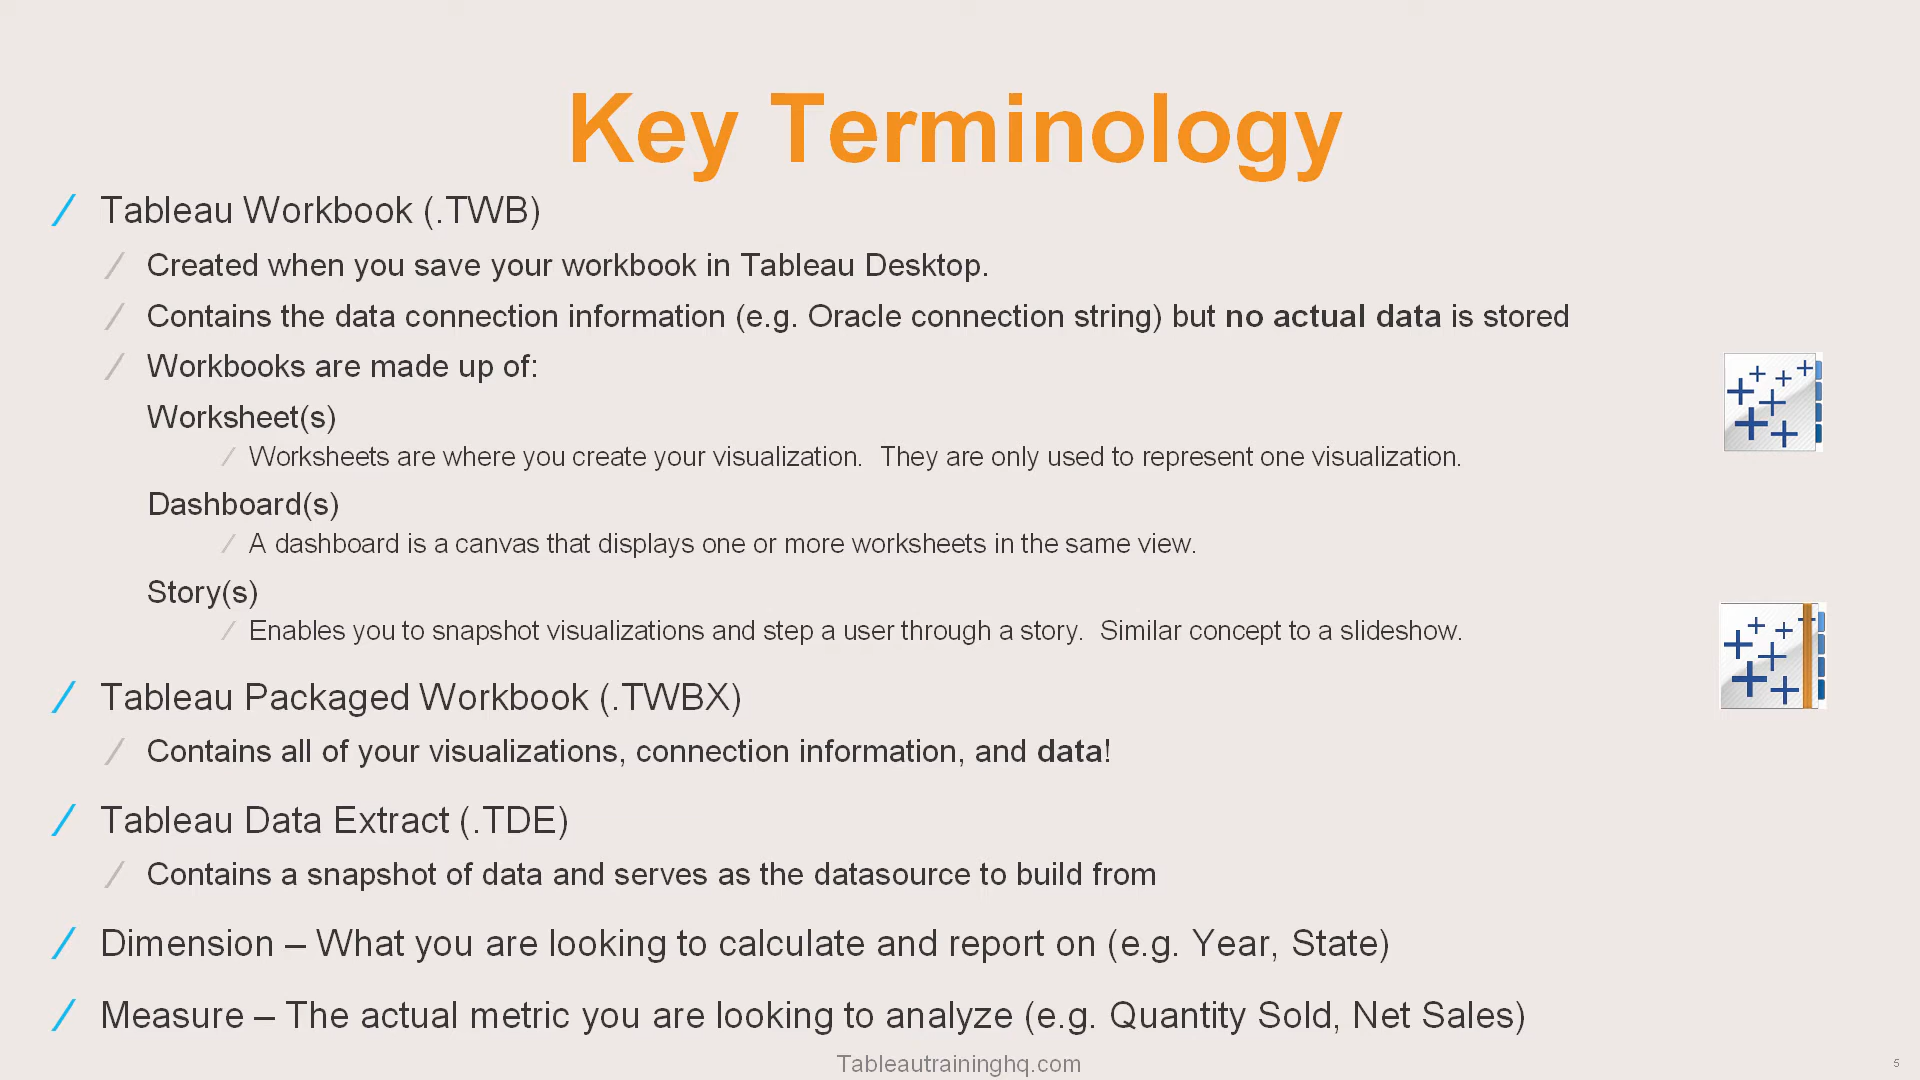 Key Terminology
Tableau Workbook (.TWB)
Created when you save your workbook in Tableau Desktop.
Contains the data connection information (e.g. Oracle connection string) but no actual data is stored
Workbooks are made up of:
Worksheet(s)
Worksheets are where you create your visualization.  They are only used to represent one visualization.
Dashboard(s)
A dashboard is a canvas that displays one or more worksheets in the same view.
Story(s)
Enables you to snapshot visualizations and step a user through a story.  Similar concept to a slideshow.
Tableau Packaged Workbook (.TWBX)
Contains all of your visualizations, connection information, and data!
Tableau Data Extract (.TDE)
Contains a snapshot of data and serves as the datasource to build from
Dimension – What you are looking to calculate and report on (e.g. Year, State)
Measure – The actual metric you are looking to analyze (e.g. Quantity Sold, Net Sales)
Tableautraininghq.com
5